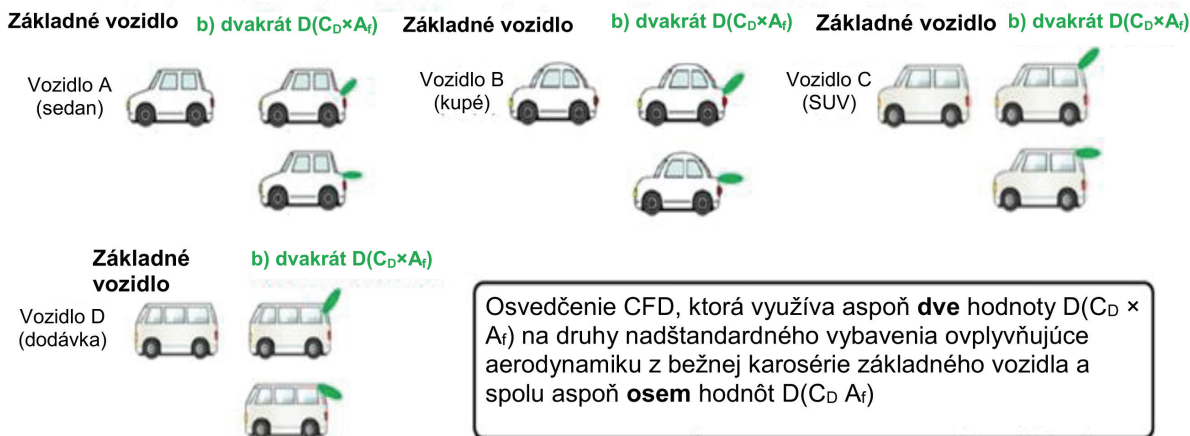 Základné vozidlo b) dvakrát D(CD×Af) Základné vozidlo b) dvakrát D(CD×Af) Základné vozidlo b) dvakrát D(CD×Af)
Vozidlo A
(sedan)
Vozidlo B
(kupé)
Vozidlo C
(SUV)
Základné
vozidlo
b) dvakrát D(CD×Af)
Vozidlo D
(dodávka)
Osvedčenie CFD, ktorá využíva aspoň dve hodnoty D(CD ×
Af) na druhy nadštandardného vybavenia ovplyvňujúce
aerodynamiku z bežnej karosérie základného vozidla a
spolu aspoň osem hodnôt D(CD Af)